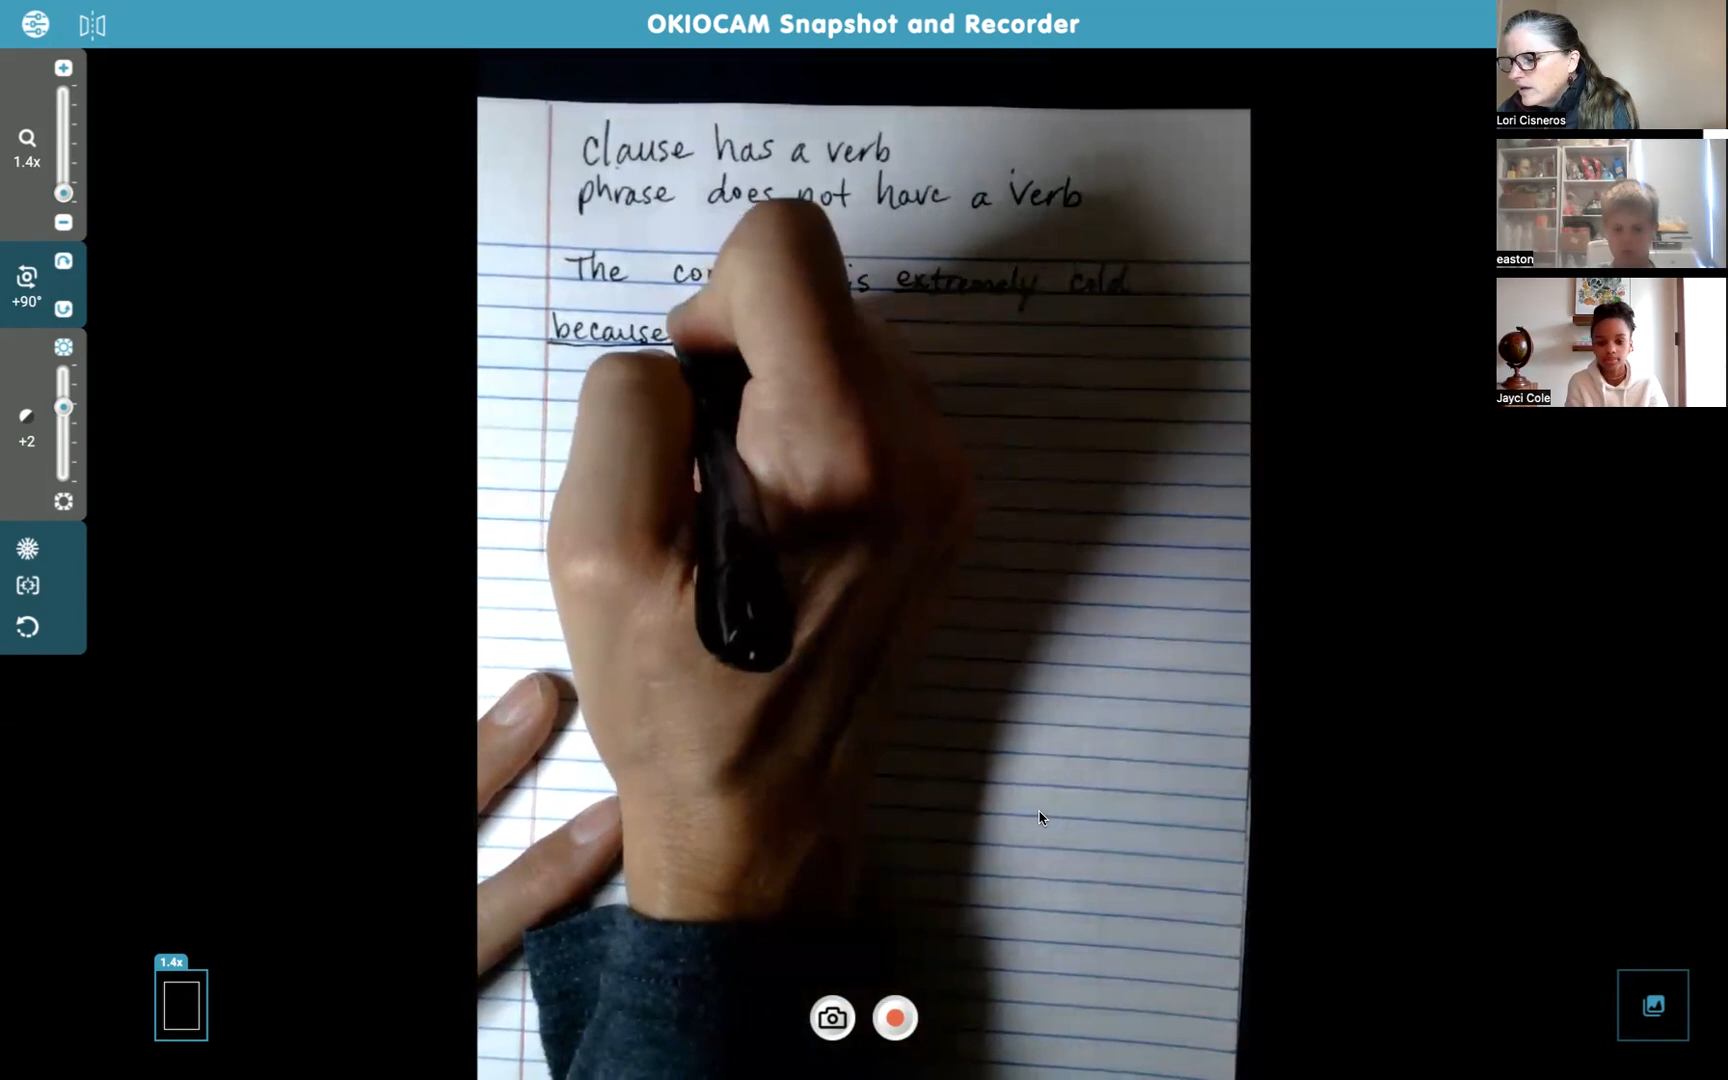 OKIOCAM Snapshot and Recorder
1.4x
+90°
+2
clause has a verb
phrase does not have a verb
The is extremely cold
because
1.4x
Lori Cisneros
easton
Jayci Cole